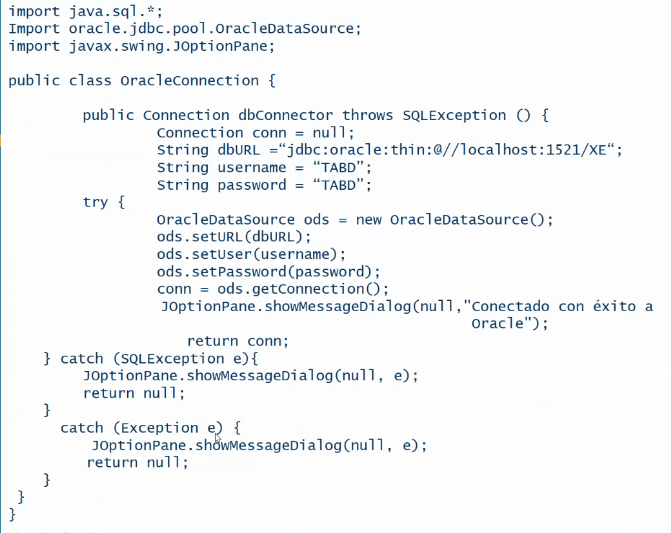 import java.sql.*;
Import oracle.jdbc.pool.OracleDataSource;
import javax.swing.JOptionPane;
public class OracleConnection {
public Connection dbConnector throws SQLException () {
Connection conn = null;
String dbURL =“jdbc:oracle:thin:@//localhost:1521/XE“;
String username = “TABD”;
String password = “TABD”;
try {
OracleDataSource ods = new OracleDataSource();
ods.setURL(dbURL);
ods.setUser(username);
ods.setPassword(password);
conn = ods.getConnection();
JOptionPane.showMessageDialog(null,"Conectado con éxito a
Oracle");
return conn;
} catch (SQLException e){
JOptionPane.showMessageDialog(null, e);
return null;
}
catch (Exception e) {
JOptionPane.showMessageDialog(null, e);
return null;
}
}
}